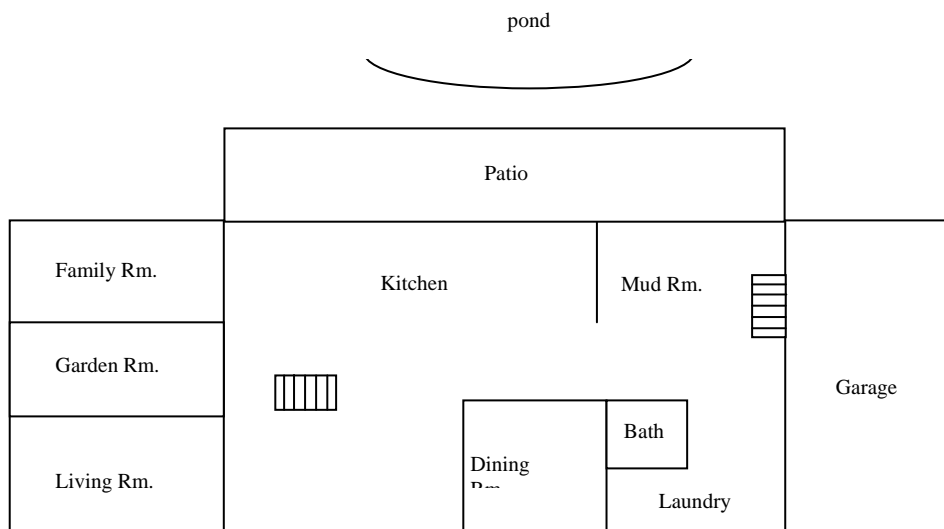 pond
Patio
Family Rm.
Kitchen
Mud Rm.
Garden Rm.
Garage
Bath
Dining
Living Rm.
Laundry